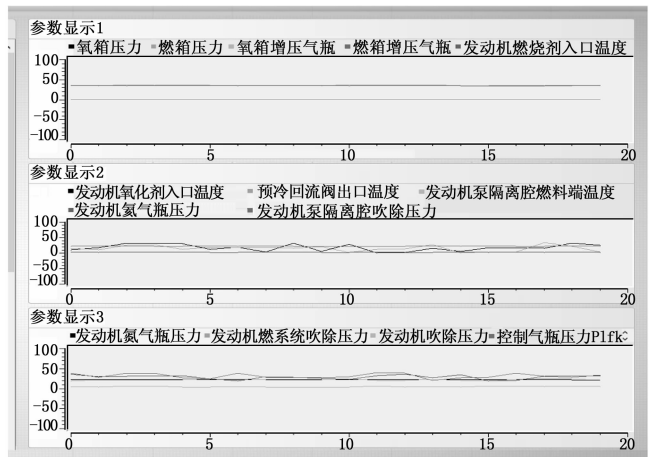 参数显示1
氧箱压力 燃箱压力 氧箱增压气瓶 燃箱增压气瓶 发动机燃烧剂入口温度
100
50
0
-50
-100
0 5 10 15 20
参数显示2
发动机氧化剂入口温度 预冷回流阀出口温度 发动机泵隔离腔燃料端温度
发动机氦气瓶压力 发动机泵隔离腔吹除压力
100
50
0
-50
-100
0 5 10 15 20
参数显示3
发动机氮气瓶压力 发动机燃系统吹除压力 发动机吹除压力 控制气瓶压力Plfk
100
50
0
-50
-100
0 5 10 15 20